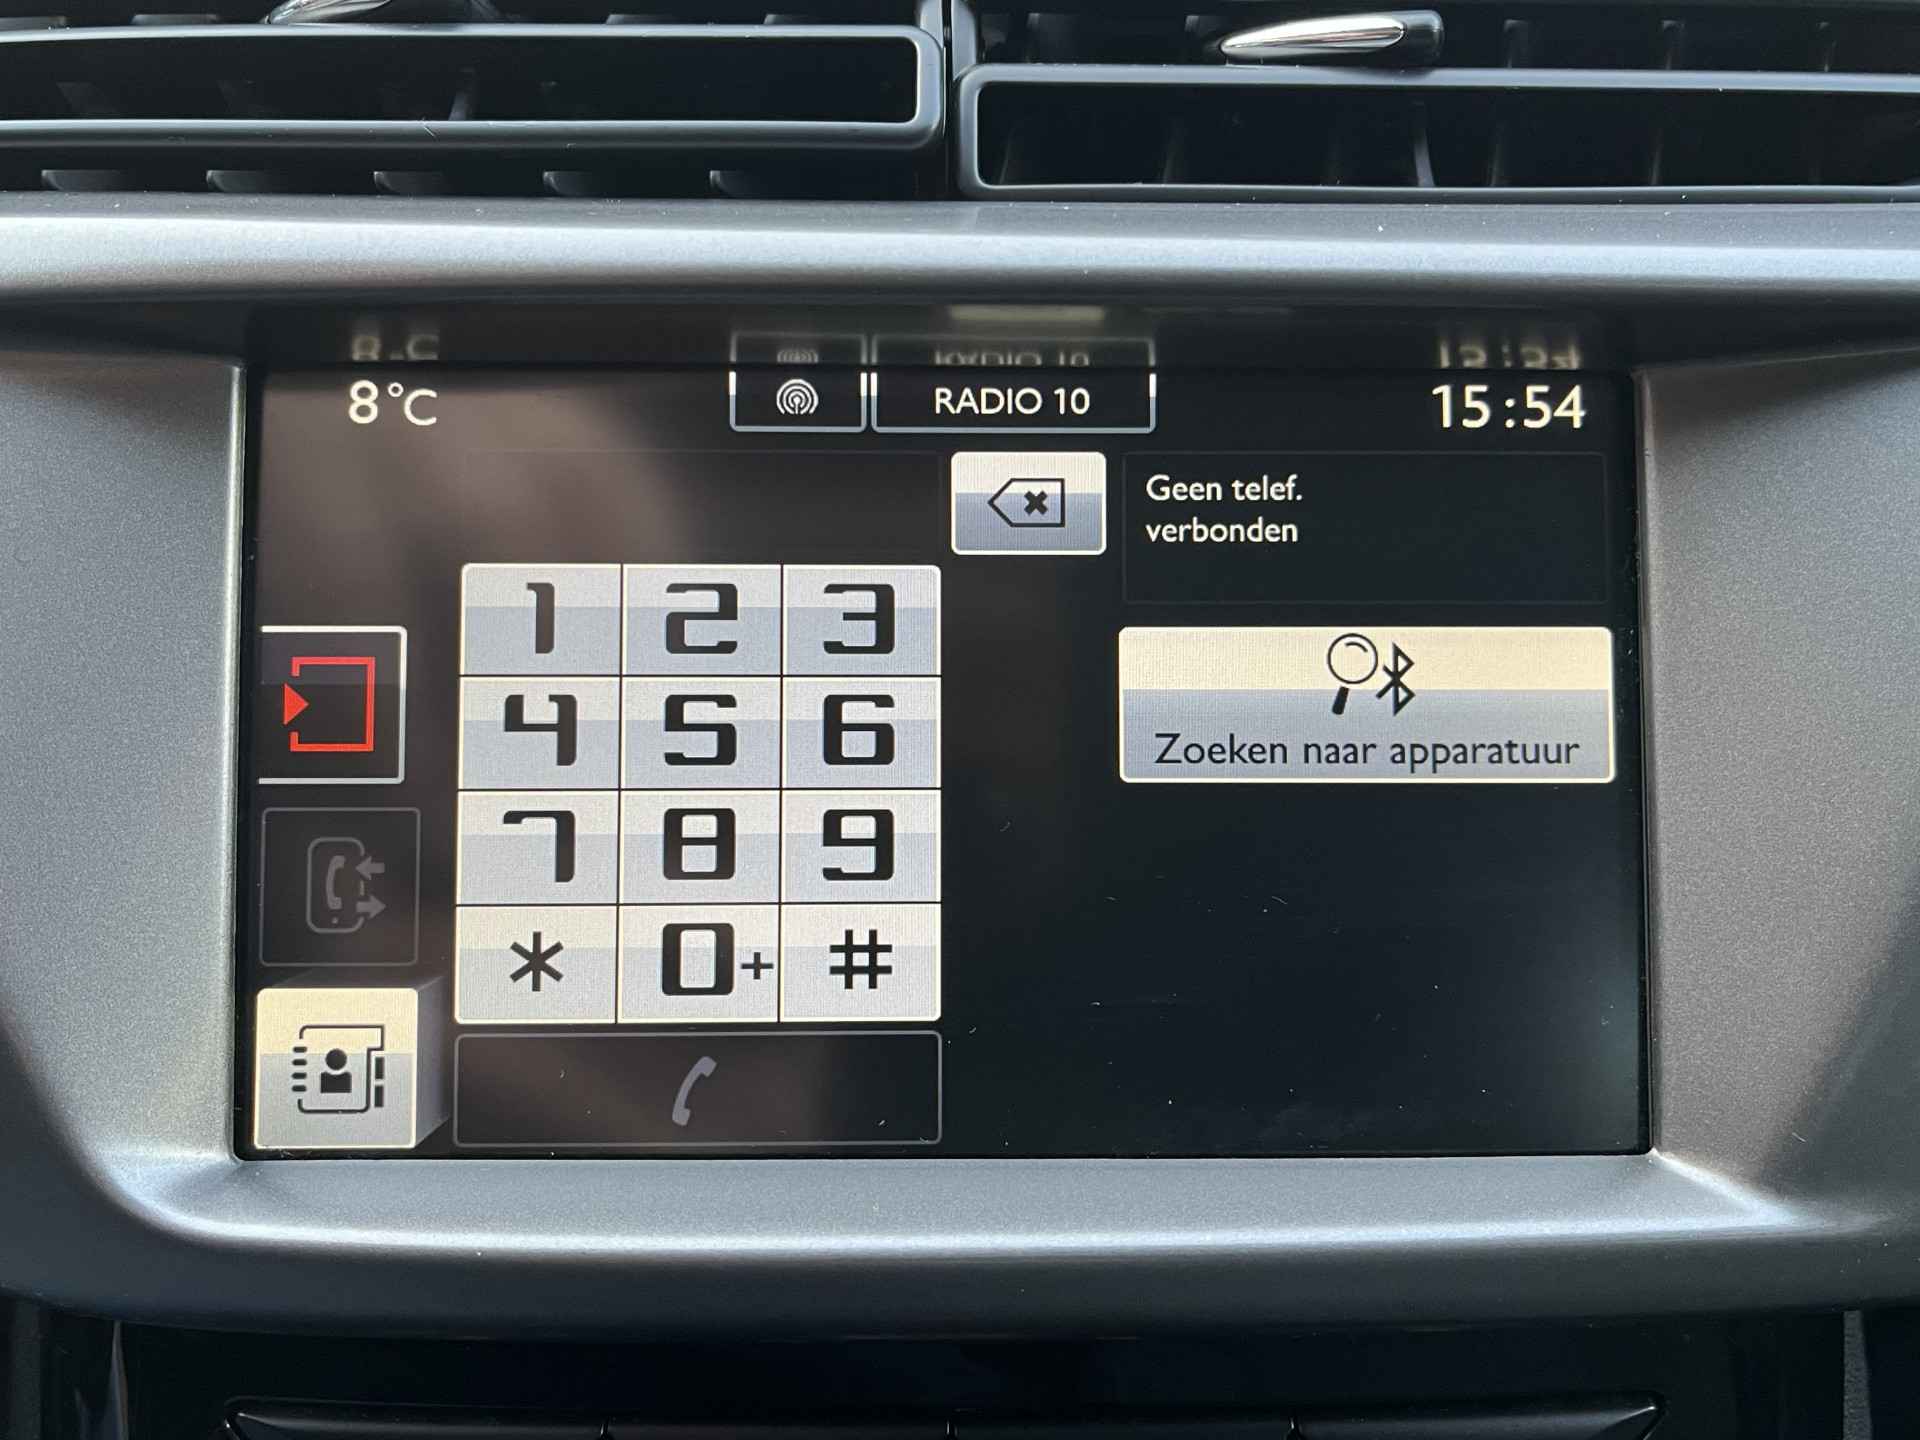 8°C
RADIO 10
15:54
Geen telef.
verbonden
1 2 3
4 5 6
7 8 9
* 0+ #
Zoeken naar apparatuur